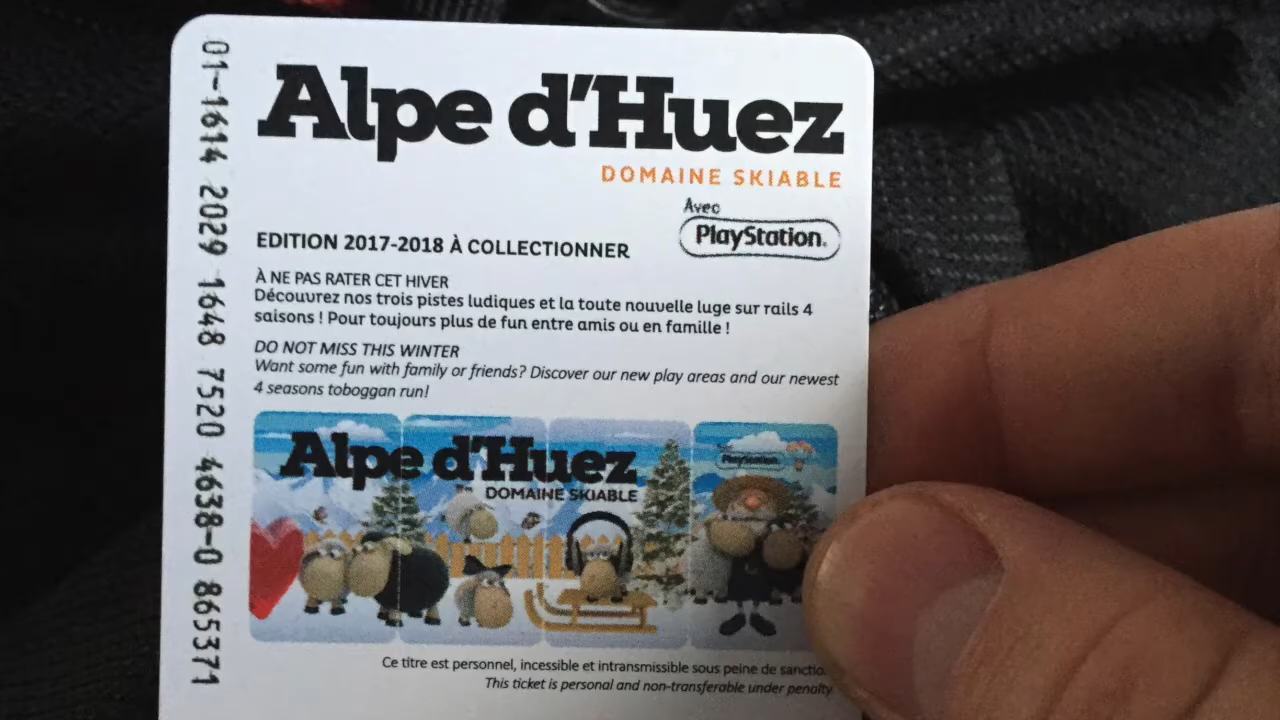 01-1614 2029 1648 7520 4638-0 865371
Alpe d'Huez
DOMAINE SKIABLE
Avec
PlayStation®
EDITION 2017-2018 À COLLECTIONNER
À NE PAS RATER CET HIVER
Découvrez nos trois pistes ludiques et la toute nouvelle luge sur rails 4
saisons ! Pour toujours plus de fun entre amis ou en famille !
DO NOT MISS THIS WINTER
Want some fun with family or friends? Discover our new play areas and our newest
4 seasons toboggan run!
Alpe d'Huez
DOMAINE SKIABLE
PlayStation
Ce titre est personnel, incessible et intransmissible sous peine de
This ticket is personal and non-transferable under penalty